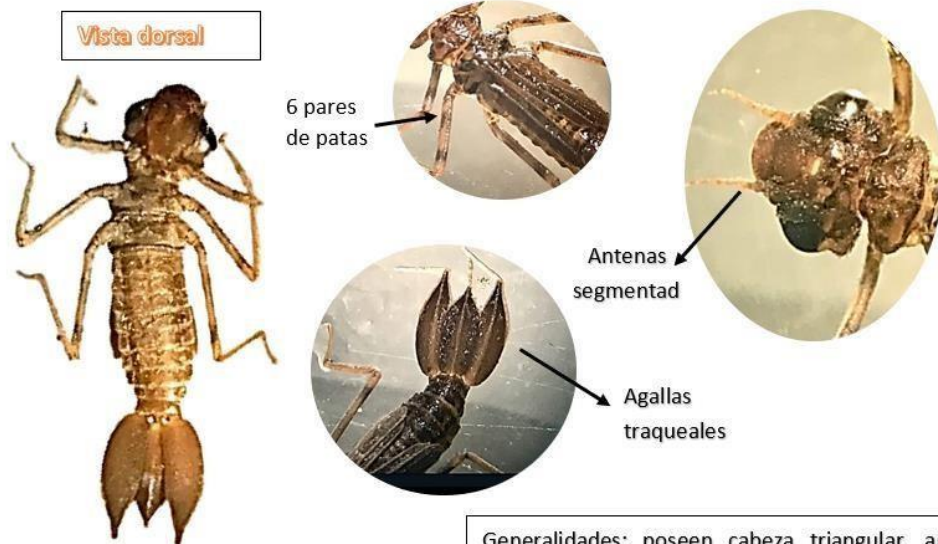 Vista dorsal
6 pares
de patas
Antenas
segmentad
Agallas
traqueales
Generalidades: poseen cabeza triangular,